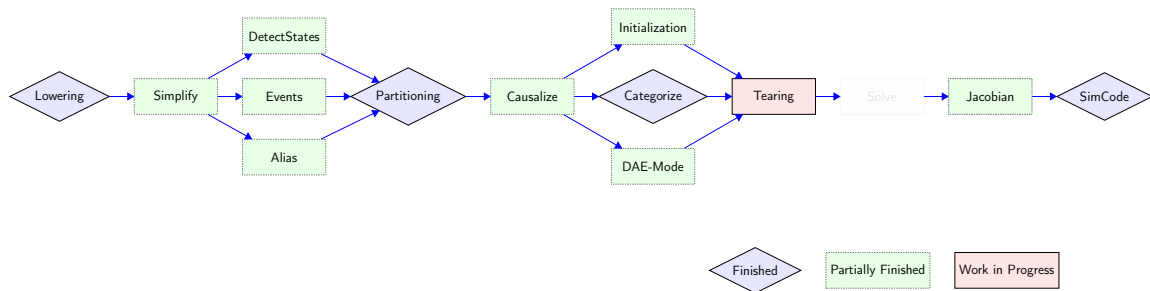 Lowering
Simplify
DetectStates
Events
Alias
Partitioning
Causalize
Initialization
Categorize
DAE-Mode
Tearing
Solve
Jacobian
SimCode
Finished
Partially Finished
Work in Progress